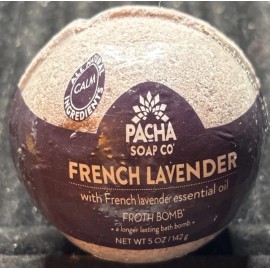 ALL NATURAL
CALM
INGREDIENTS
PACHA
SOAP CO®
FRENCH LAVENDER
with French lavender essential oil
FROTH BOMB®
• a longer lasting bath bomb •
NET WT 5 OZ / 142g